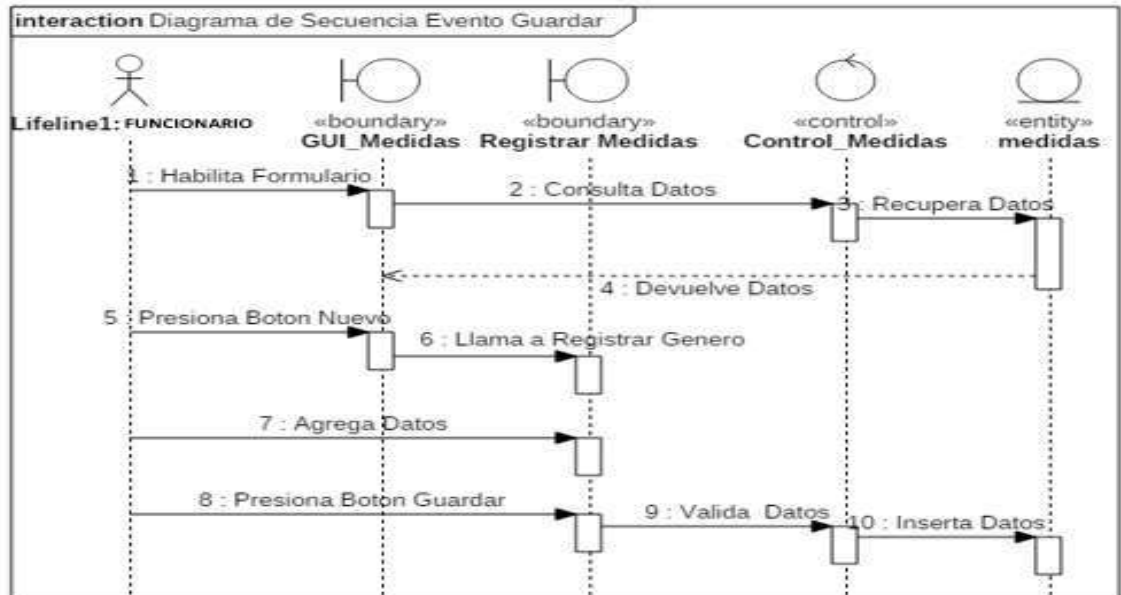 interaction Diagrama de Secuencia Evento Guardar
Lifeline1: FUNCIONARIO
«boundary»
GUI_Medidas
«boundary»
Registrar Medidas
«control»
Control_Medidas
«entity»
medidas
1 : Habilita Formulario
2 : Consulta Datos
3 : Recupera Datos
4 : Devuelve Datos
5 : Presiona Boton Nuevo
6 : Llama a Registrar Genero
7 : Agrega Datos
8 : Presiona Boton Guardar
9 : Valida Datos
10 : Inserta Datos